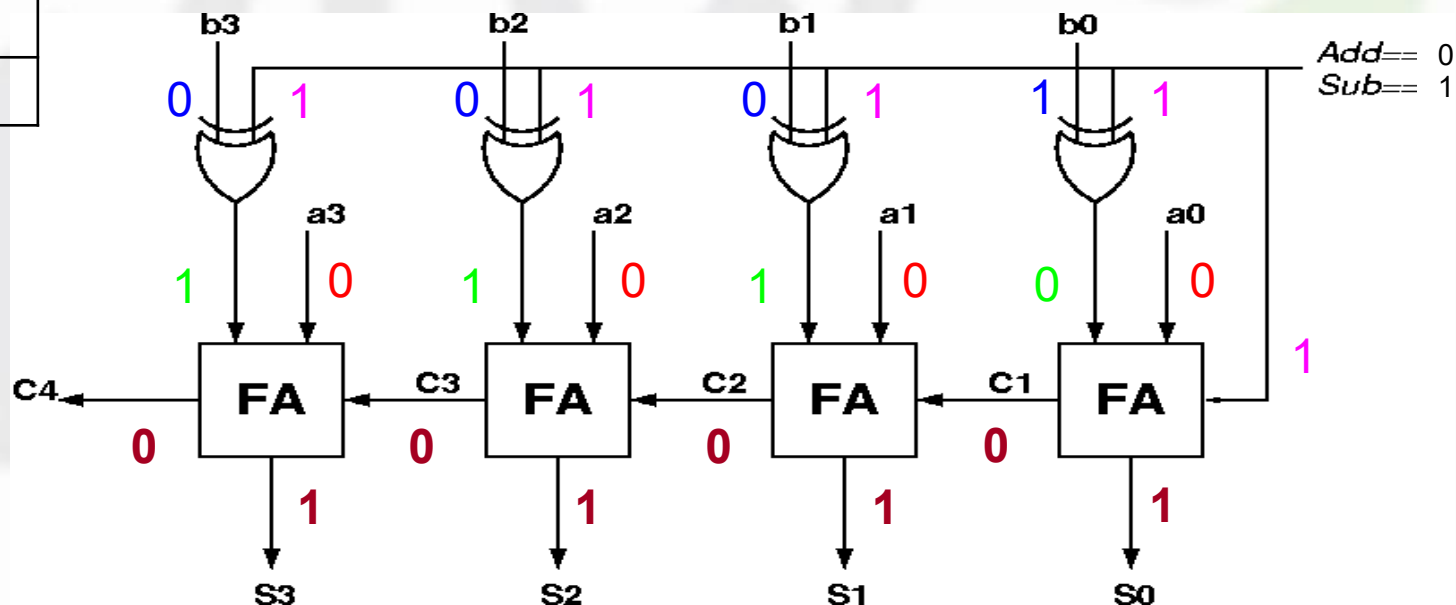 b3 b2 b1 b0
Add== 0
Sub== 1
0 1 0 1 0 1 1 1
a3 a2 a1 a0
1 0 1 0 1 0 0 0
1
C4 FA C3 FA C2 FA C1 FA
0 0 0 0
1 1 1 1
S3 S2 S1 S0